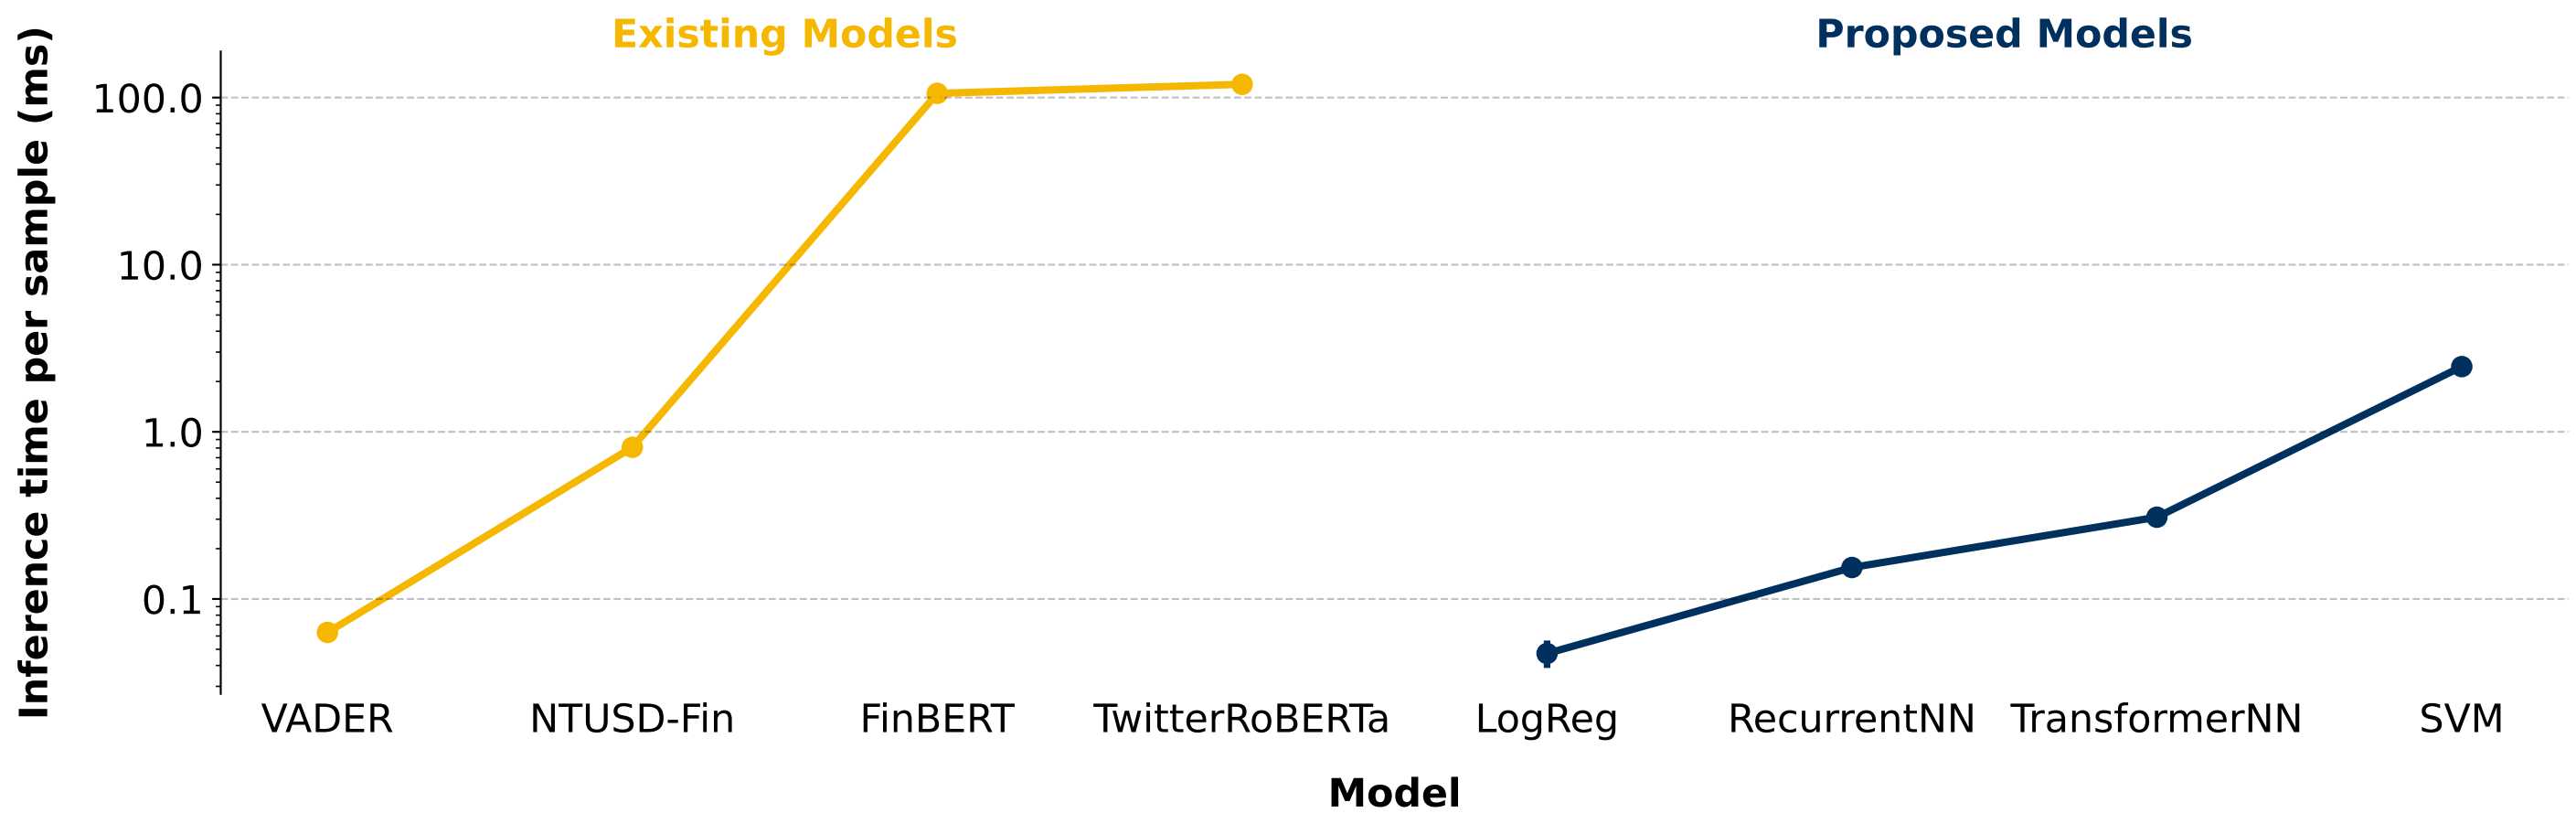 Existing Models
Proposed Models
Inference time per sample (ms)
100.0
10.0
1.0
0.1
VADER
NTUSD-Fin
FinBERT
TwitterRoBERTa
LogReg
RecurrentNN
TransformerNN
SVM
Model